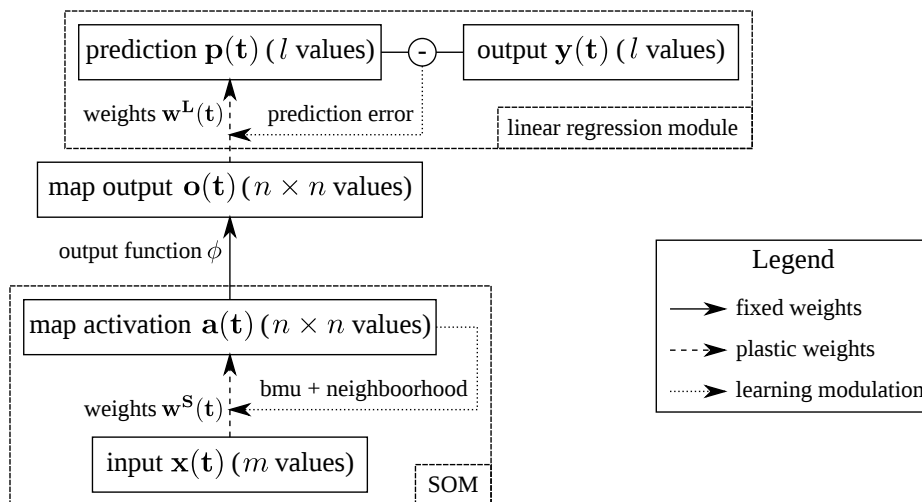 prediction p(t) (l values)
-
output y(t) (l values)
weights w^L(t)
prediction error
linear regression module
map output o(t) (n × n values)
output function ϕ
Legend
map activation a(t) (n × n values)
fixed weights
plastic weights
bmu + neighboorhood
learning modulation
weights w^S(t)
input x(t) (m values)
SOM